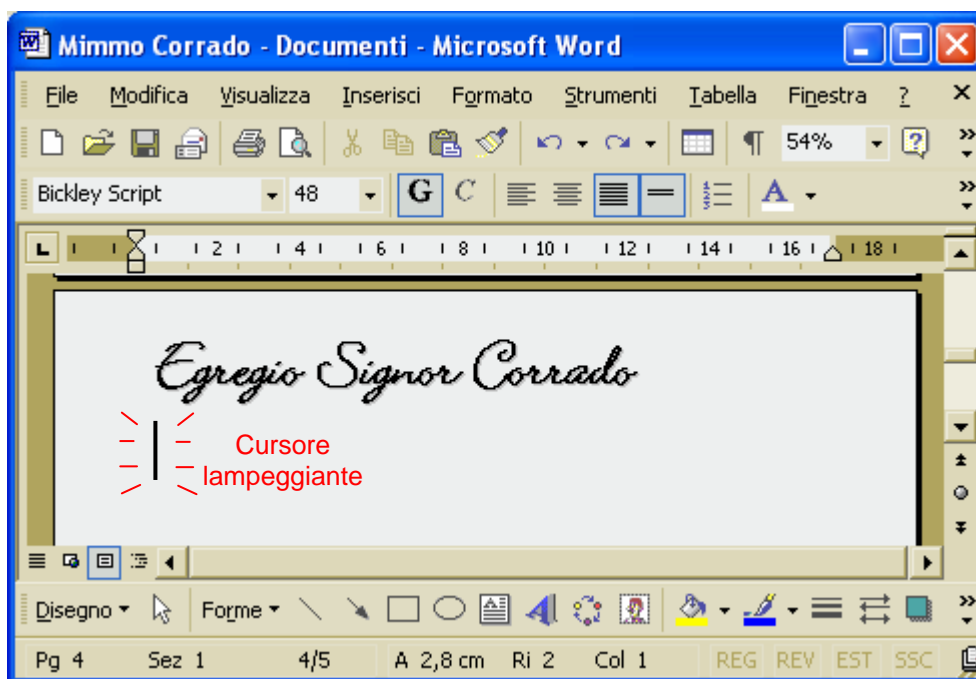 Mimmo Corrado - Documenti - Microsoft Word
File Modifica Visualizza Inserisci Formato Strumenti Tabella Finestra ?
54%
Bickley Script 48 G C A
L 2 4 6 8 10 12 14 16 18
Egregio Signor Corrado
Cursore
lampeggiante
Disegno Forme
Pg 4 Sez 1 4/5 A 2,8 cm Ri 2 Col 1 REG REV EST SSC